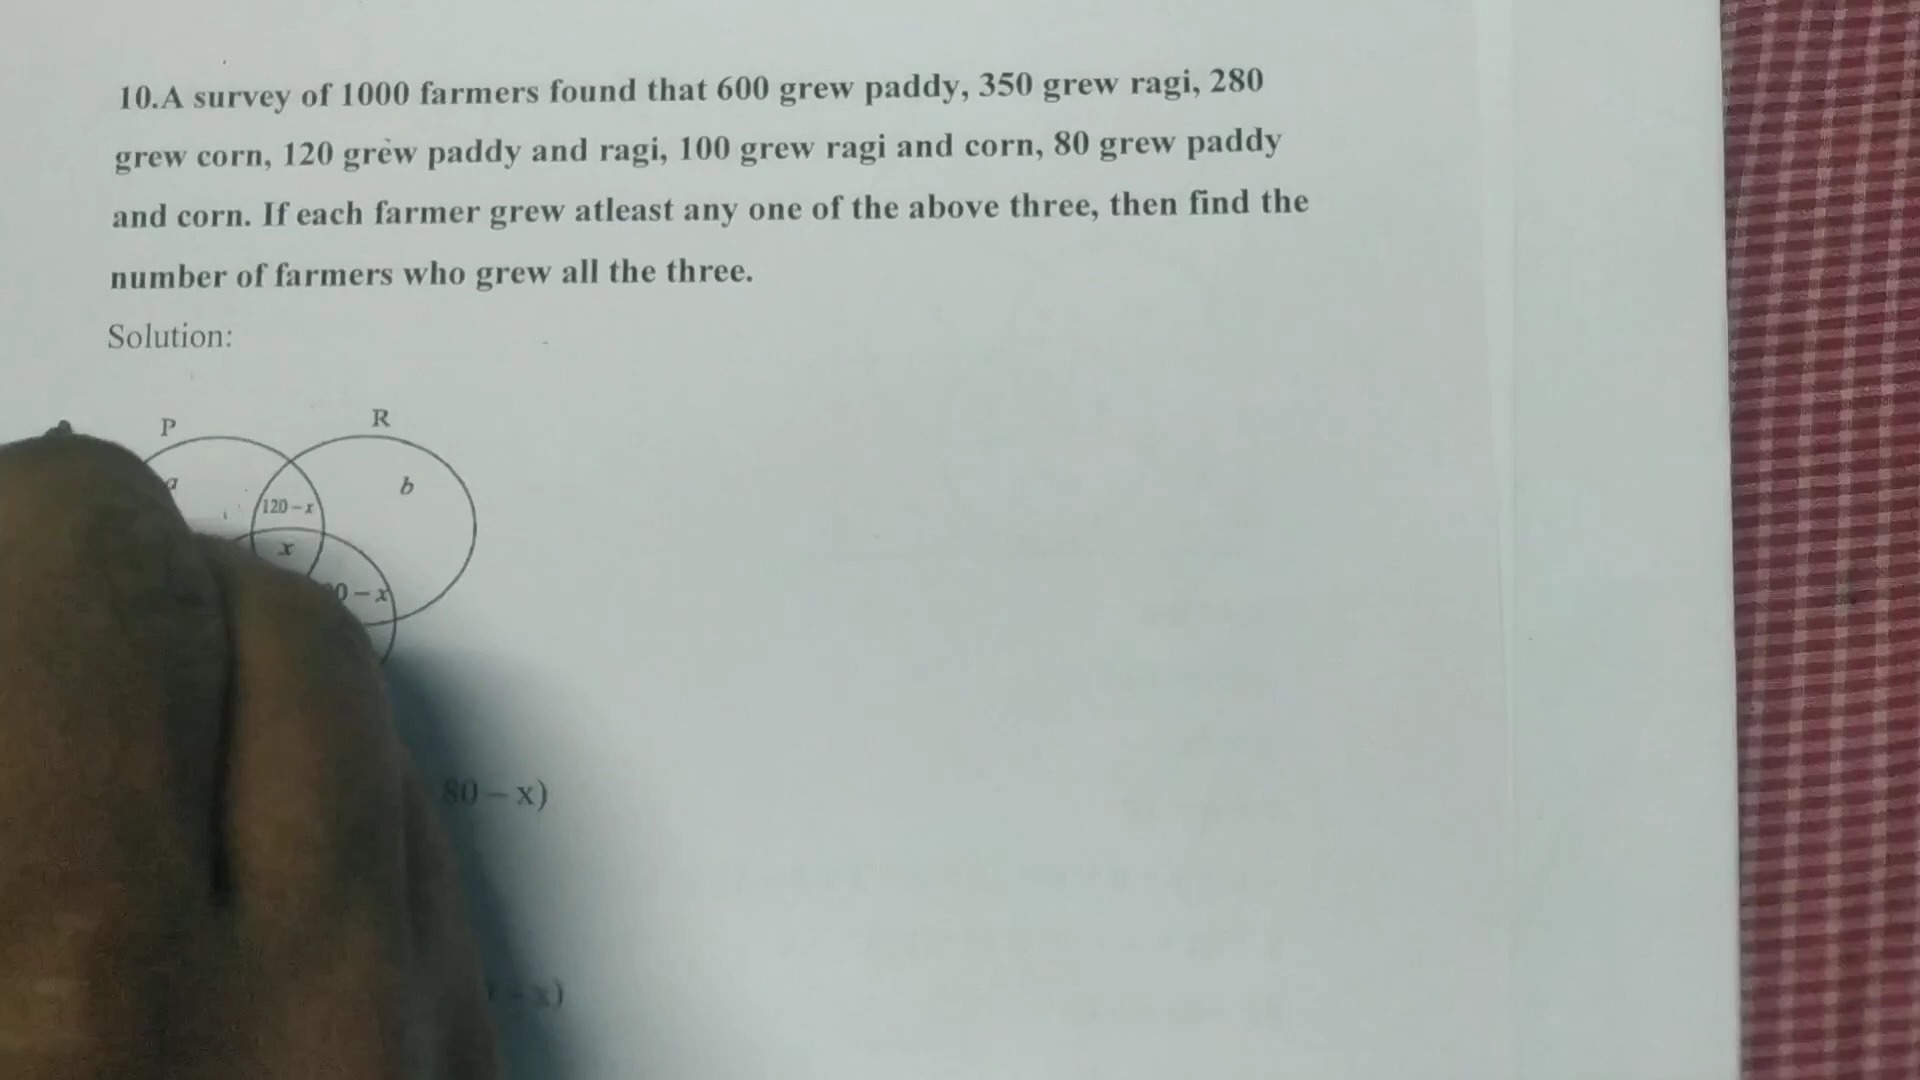 10.A survey of 1000 farmers found that 600 grew paddy, 350 grew ragi, 280
grew corn, 120 grew paddy and ragi, 100 grew ragi and corn, 80 grew paddy
and corn. If each farmer grew atleast any one of the above three, then find the
number of farmers who grew all the three.
Solution:
P R
a b
120 – x
x
0 – x
80 – x)
– x)